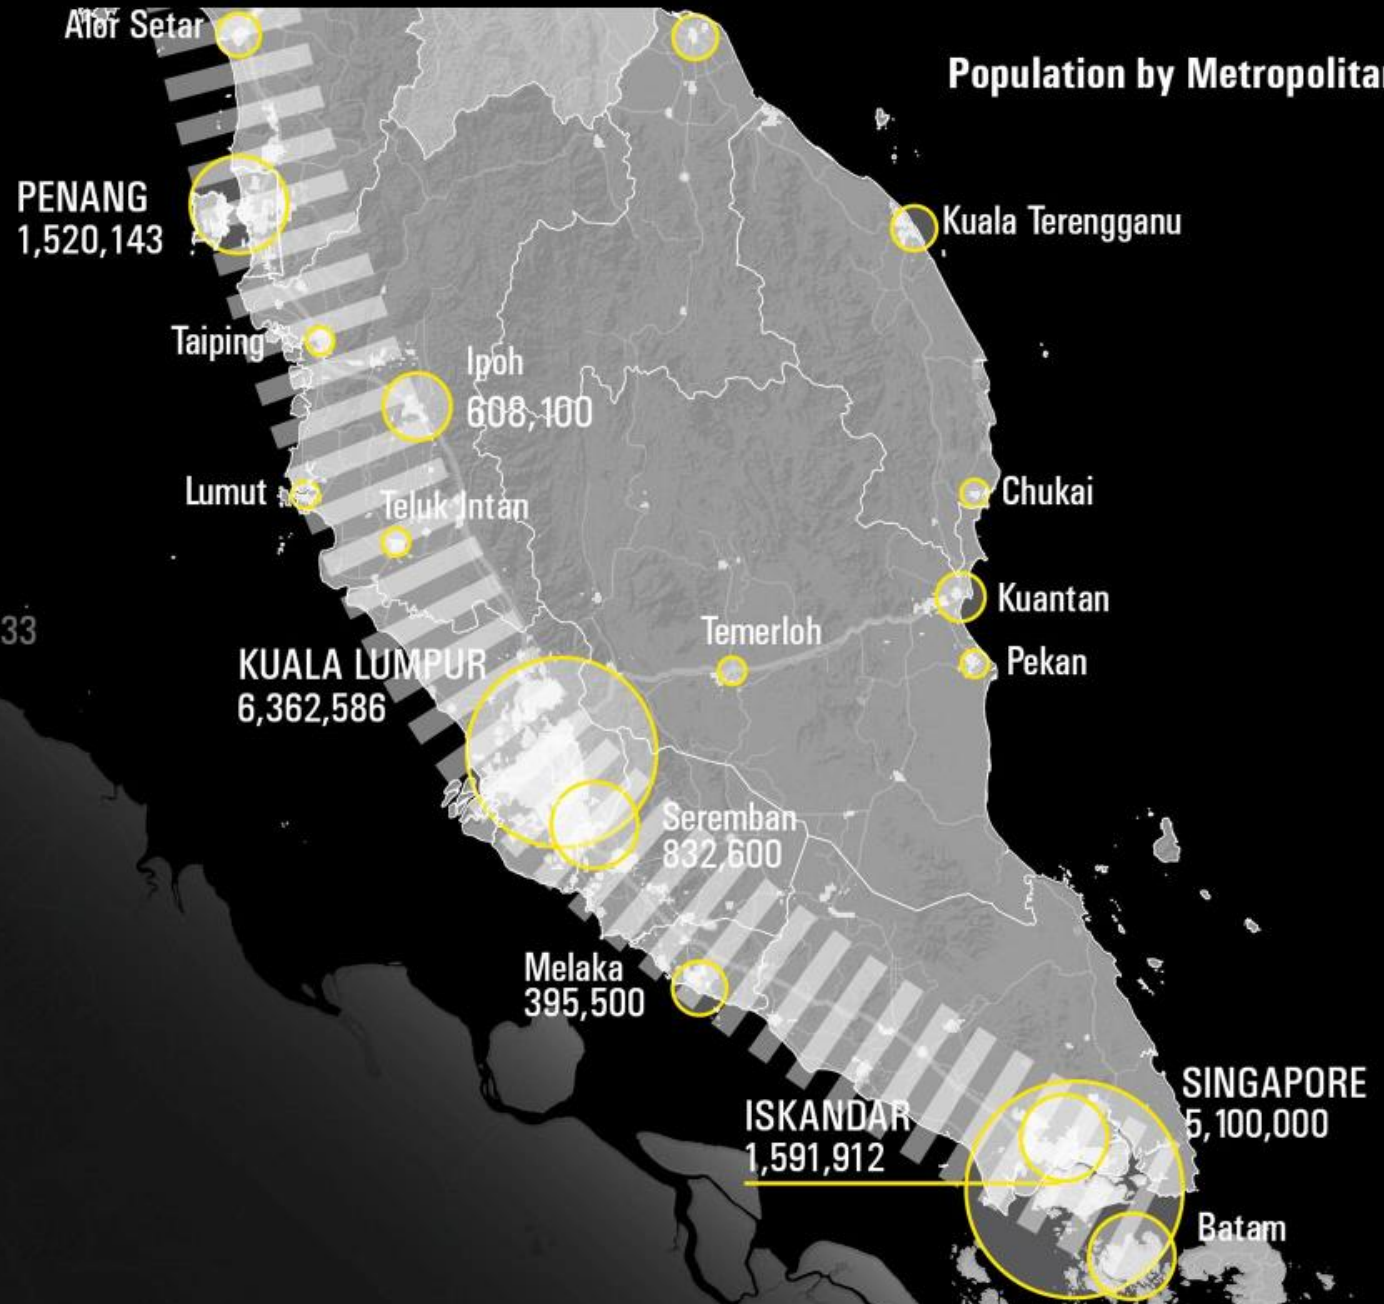 Alor Setar
Population by Metropolitan
PENANG
1,520,143
Kuala Terengganu
Taiping
Ipoh
608,100
Lumut
Teluk Intan
Chukai
Kuantan
33
Temerloh
KUALA LUMPUR
6,362,586
Pekan
Seremban
832,600
Melaka
395,500
SINGAPORE
5,100,000
ISKANDAR
1,591,912
Batam